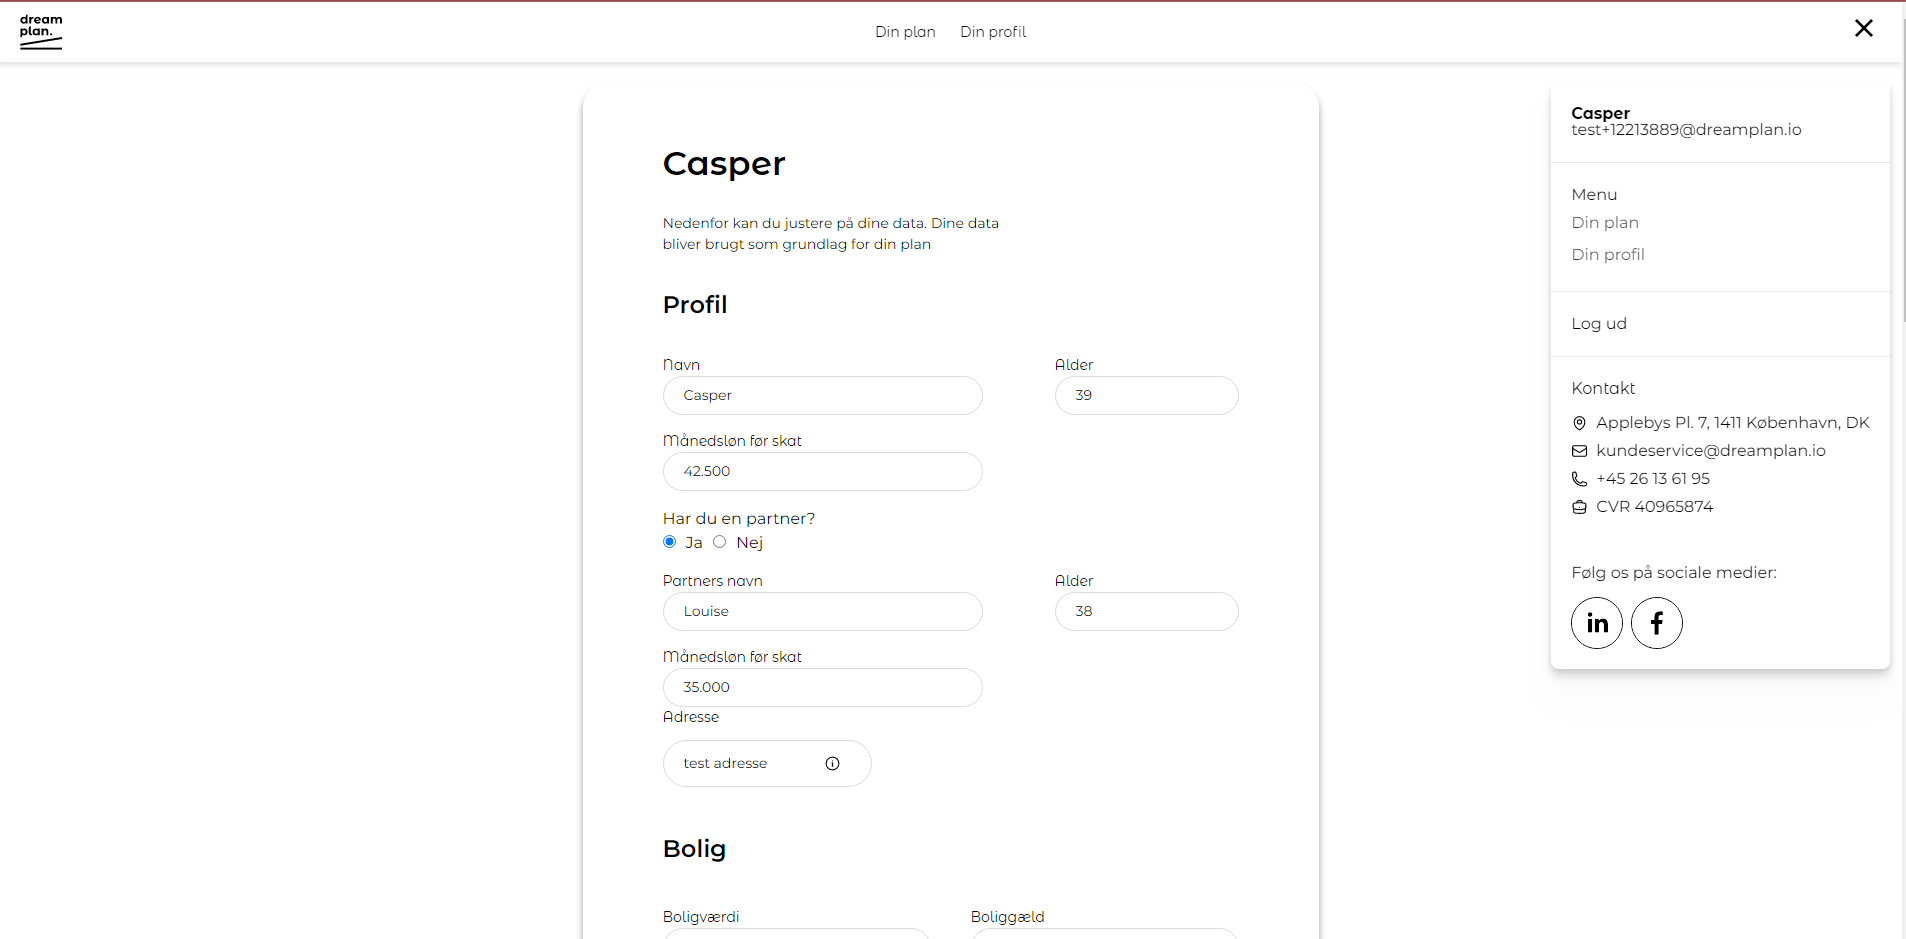 dream
plan.
Din plan Din profil
Casper
Nedenfor kan du justere på dine data. Dine data
bliver brugt som grundlag for din plan
Profil
Navn Alder
Casper 39
Månedsløn før skat
42.500
Har du en partner?
Ja Nej
Partners navn Alder
Louise 38
Månedsløn før skat
35.000
Adresse
test adresse
Bolig
Boligværdi Boliggæld
Casper
test+12213889@dreamplan.io
Menu
Din plan
Din profil
Log ud
Kontakt
Applebys Pl. 7, 1411 København, DK
kundeservice@dreamplan.io
+45 26 13 61 95
CVR 40965874
Følg os på sociale medier:
in f